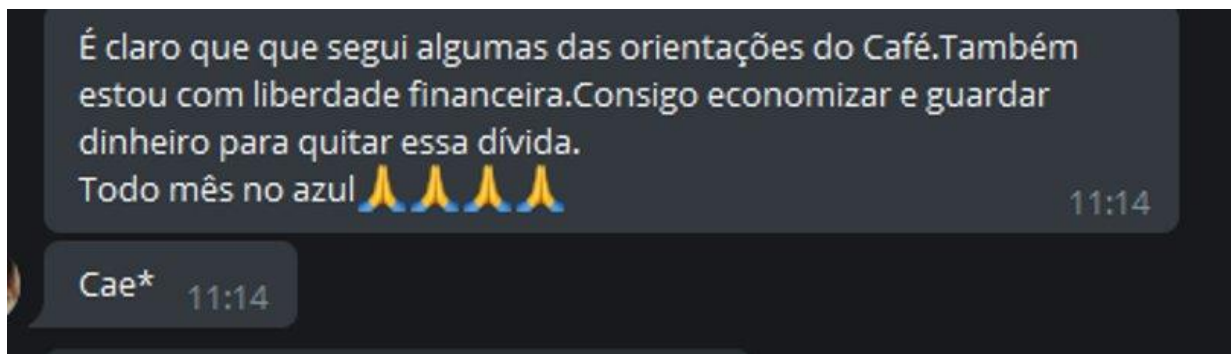 É claro que que segui algumas das orientações do Café.Também
estou com liberdade financeira.Consigo economizar e guardar
dinheiro para quitar essa dívida.
Todo mês no azul🙏🙏🙏🙏
11:14
Cae* 11:14